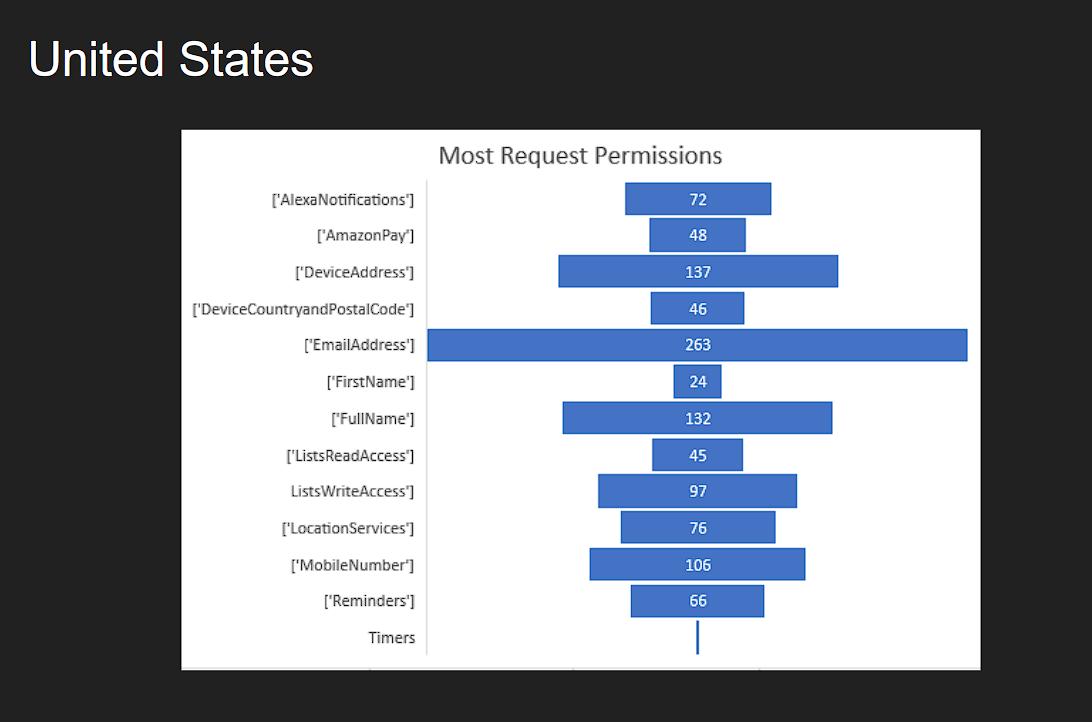 United States
Most Request Permissions
['AlexaNotifications'] 72
['AmazonPay'] 48
['DeviceAddress'] 137
['DeviceCountryandPostalCode'] 46
['EmailAddress'] 263
['FirstName'] 24
['FullName'] 132
['ListsReadAccess'] 45
ListsWriteAccess'] 97
['LocationServices'] 76
['MobileNumber'] 106
['Reminders'] 66
Timers